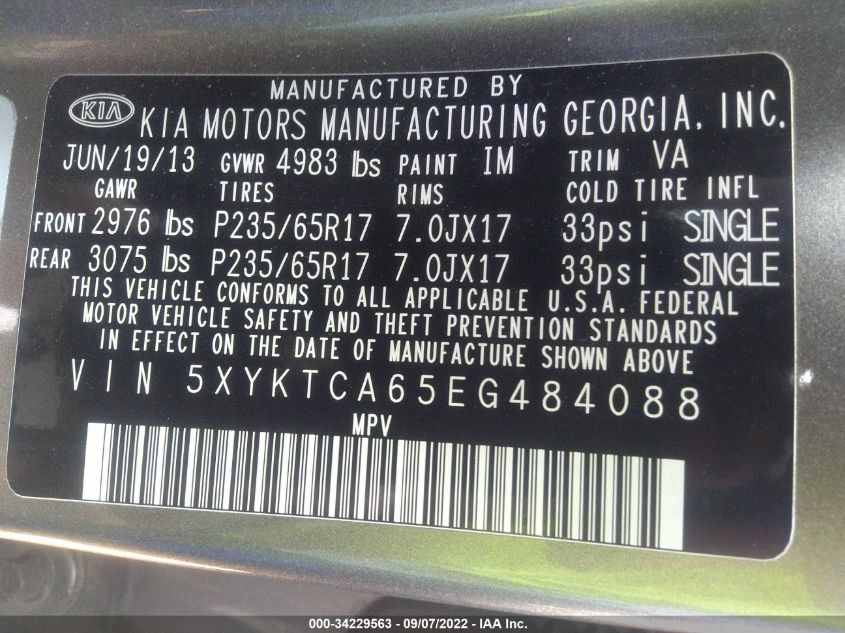 MANUFACTURED BY
KIA KIA MOTORS MANUFACTURING GEORGIA, INC.
JUN/19/13 GVWR 4983 lbs PAINT IM TRIM VA
GAWR TIRES RIMS COLD TIRE INFL
FRONT 2976 lbs P235/65R17 7.0JX17 33psi SINGLE
REAR 3075 lbs P235/65R17 7.0JX17 33psi SINGLE
THIS VEHICLE CONFORMS TO ALL APPLICABLE U.S.A. FEDERAL
MOTOR VEHICLE SAFETY AND THEFT PREVENTION STANDARDS
IN EFFECT ON THE DATE OF MANUFACTURE SHOWN ABOVE
VIN 5XYKTCA65EG484088
MPV
000-34229563 - 09/07/2022 - IAA Inc.